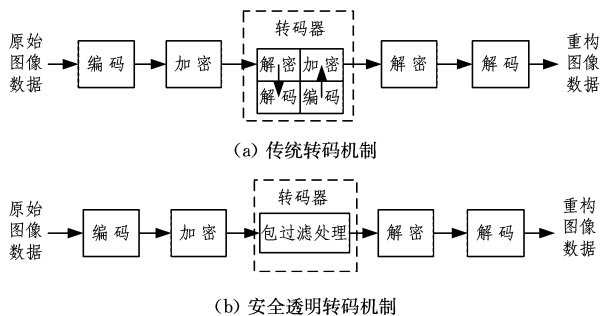 转码器
原始
图像
数据
编码
加密
解密
加密
解码
编码
解密
解码
重构
图像
数据
(a) 传统转码机制
转码器
原始
图像
数据
编码
加密
包过滤处理
解密
解码
重构
图像
数据
(b) 安全透明转码机制